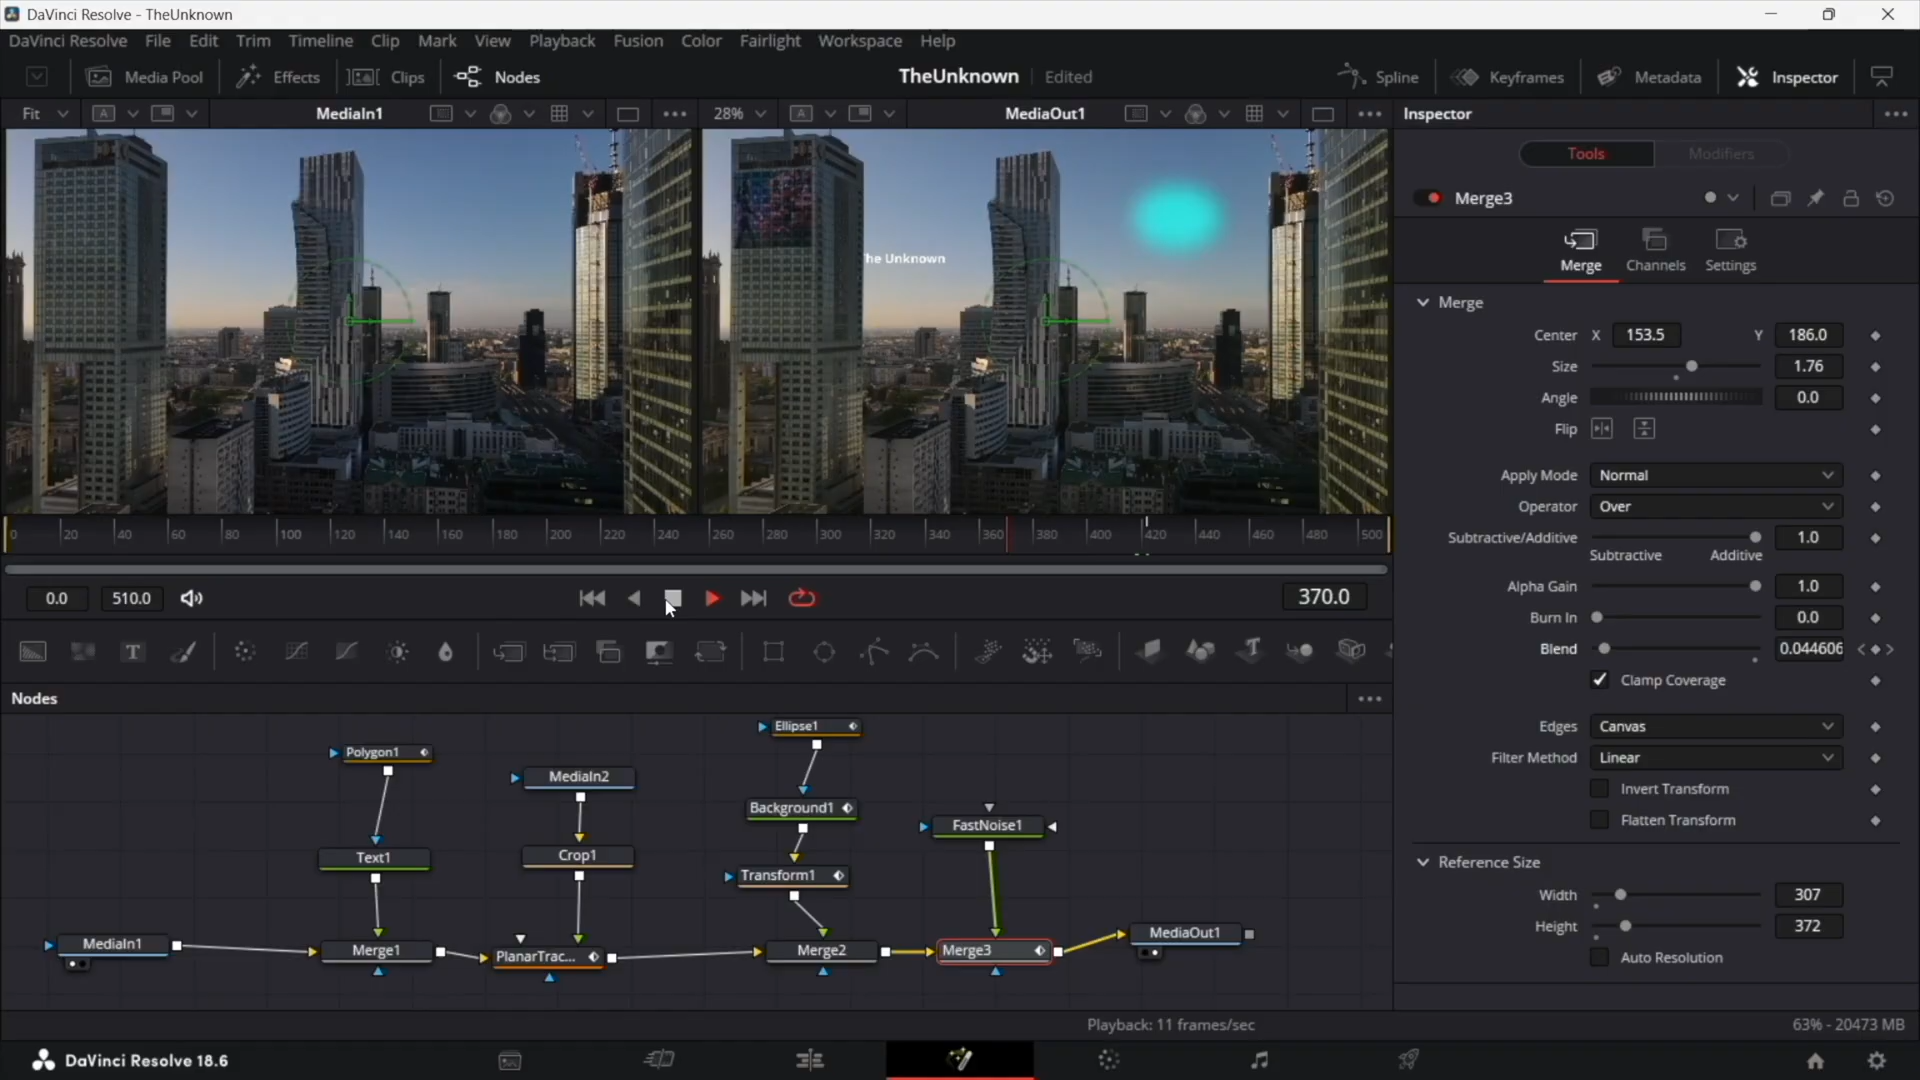 DaVinci Resolve - TheUnknown
DaVinci Resolve File Edit Trim Timeline Clip Mark View Playback Fusion Color Fairlight Workspace Help
Media Pool Effects Clips Nodes TheUnknown Edited Spline Keyframes Metadata Inspector
Fit A MediaIn1 28% A MediaOut1 Inspector
Tools Modifiers
Merge3
Merge Channels Settings
he Unknown
Merge
Center X 153.5 Y 186.0
Size 1.76
Angle 0.0
Flip
Apply Mode Normal
Operator Over
Subtractive/Additive 1.0
Subtractive Additive
Alpha Gain 1.0
Burn In 0.0
Blend 0.044606
Clamp Coverage
Edges Canvas
Filter Method Linear
Invert Transform
Flatten Transform
Reference Size
Width 307
Height 372
Auto Resolution
0 20 40 60 80 100 120 140 160 180 200 220 240 260 280 300 320 340 360 380 400 420 440 460 480 500
0.0 510.0 370.0
T T
Nodes
Ellipse1
Polygon1 MediaIn2
Background1 FastNoise1
Text1 Crop1 Transform1
MediaIn1 Merge1 PlanarTrac... Merge2 Merge3 MediaOut1
Playback: 11 frames/sec 63% - 20473 MB
DaVinci Resolve 18.6